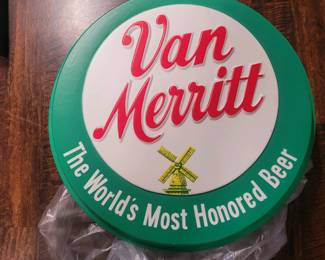 Van
Merritt
The World's Most Honored Beer